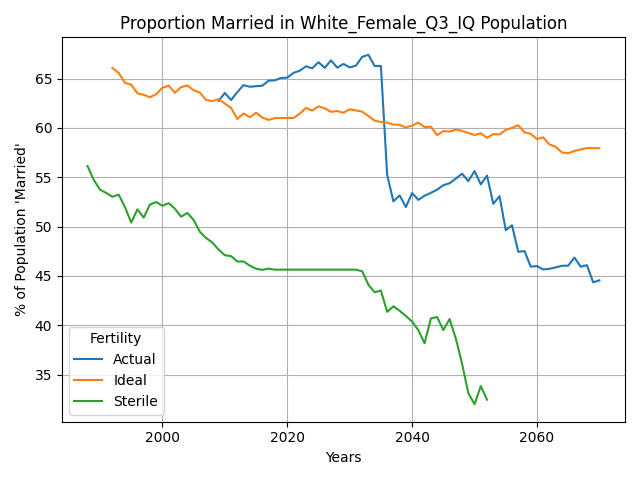 Proportion Married in White_Female_Q3_IQ Population
% of Population 'Married'
65
60
55
50
45
40
35
Fertility
Actual
Ideal
Sterile
2000 2020 2040 2060
Years